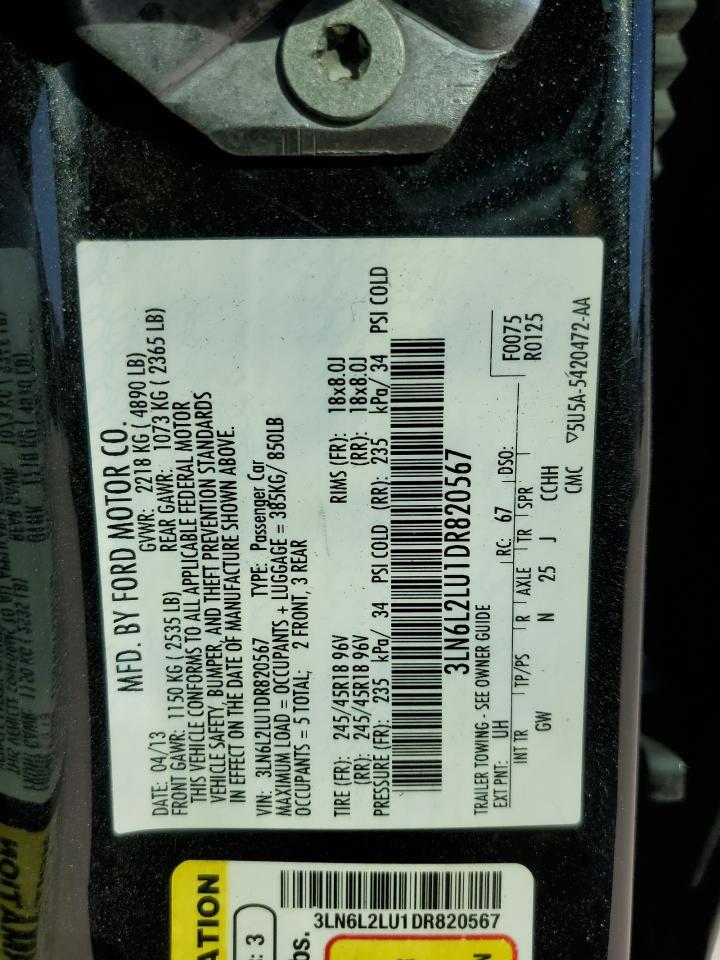 MFD. BY FORD MOTOR CO.
DATE: 04/13 GVWR: 2218 KG ( 4890 LB)
FRONT GAWR: 1150 KG ( 2535 LB) REAR GAWR: 1073 KG ( 2365 LB)
THIS VEHICLE CONFORMS TO ALL APPLICABLE FEDERAL MOTOR
VEHICLE SAFETY, BUMPER, AND THEFT PREVENTION STANDARDS
IN EFFECT ON THE DATE OF MANUFACTURE SHOWN ABOVE.
VIN: 3LN6L2LU1DR820567 TYPE: Passenger Car
MAXIMUM LOAD = OCCUPANTS + LUGGAGE = 385KG/ 850LB
OCCUPANTS = 5 TOTAL; 2 FRONT, 3 REAR
TIRE (FR): 245/45R18 96V RIMS (FR): 18x8.0J
(RR): 245/45R18 96V (RR): 18x8.0J
PRESSURE (FR): 235 kPa/ 34 PSI COLD (RR): 235 kPa/ 34 PSI COLD
3LN6L2LU1DR820567
TRAILER TOWING - SEE OWNER GUIDE
EXT PNT: UH RC: 67 DSO: F0075
R0125
INT TR TP/PS R AXLE TR SPR
GW N 25 J CCHH
CMC ▽5U5A-5420472-AA
3LN6L2LU1DR820567
ATION
: 3
bs.